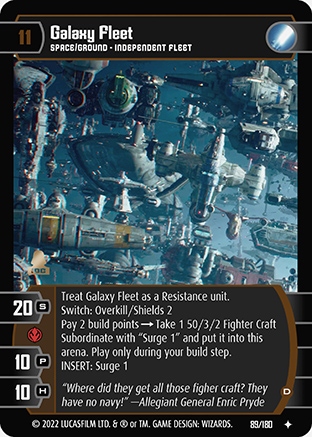 11
Galaxy Fleet
SPACE/GROUND - INDEPENDENT FLEET
20 S
10 P
10 H
Treat Galaxy Fleet as a Resistance unit.
Switch: Overkill/Shields 2
Pay 2 build points → Take 1 50/3/2 Fighter Craft
Subordinate with “Surge 1” and put it into this
arena. Play only during your build step.
INSERT: Surge 1
“Where did they get all those figher craft? They
have no navy!” —Allegiant General Enric Pryde
D
© 2022 LUCASFILM LTD. & ® OR TM. GAME DESIGN: WIZARDS. 89/180